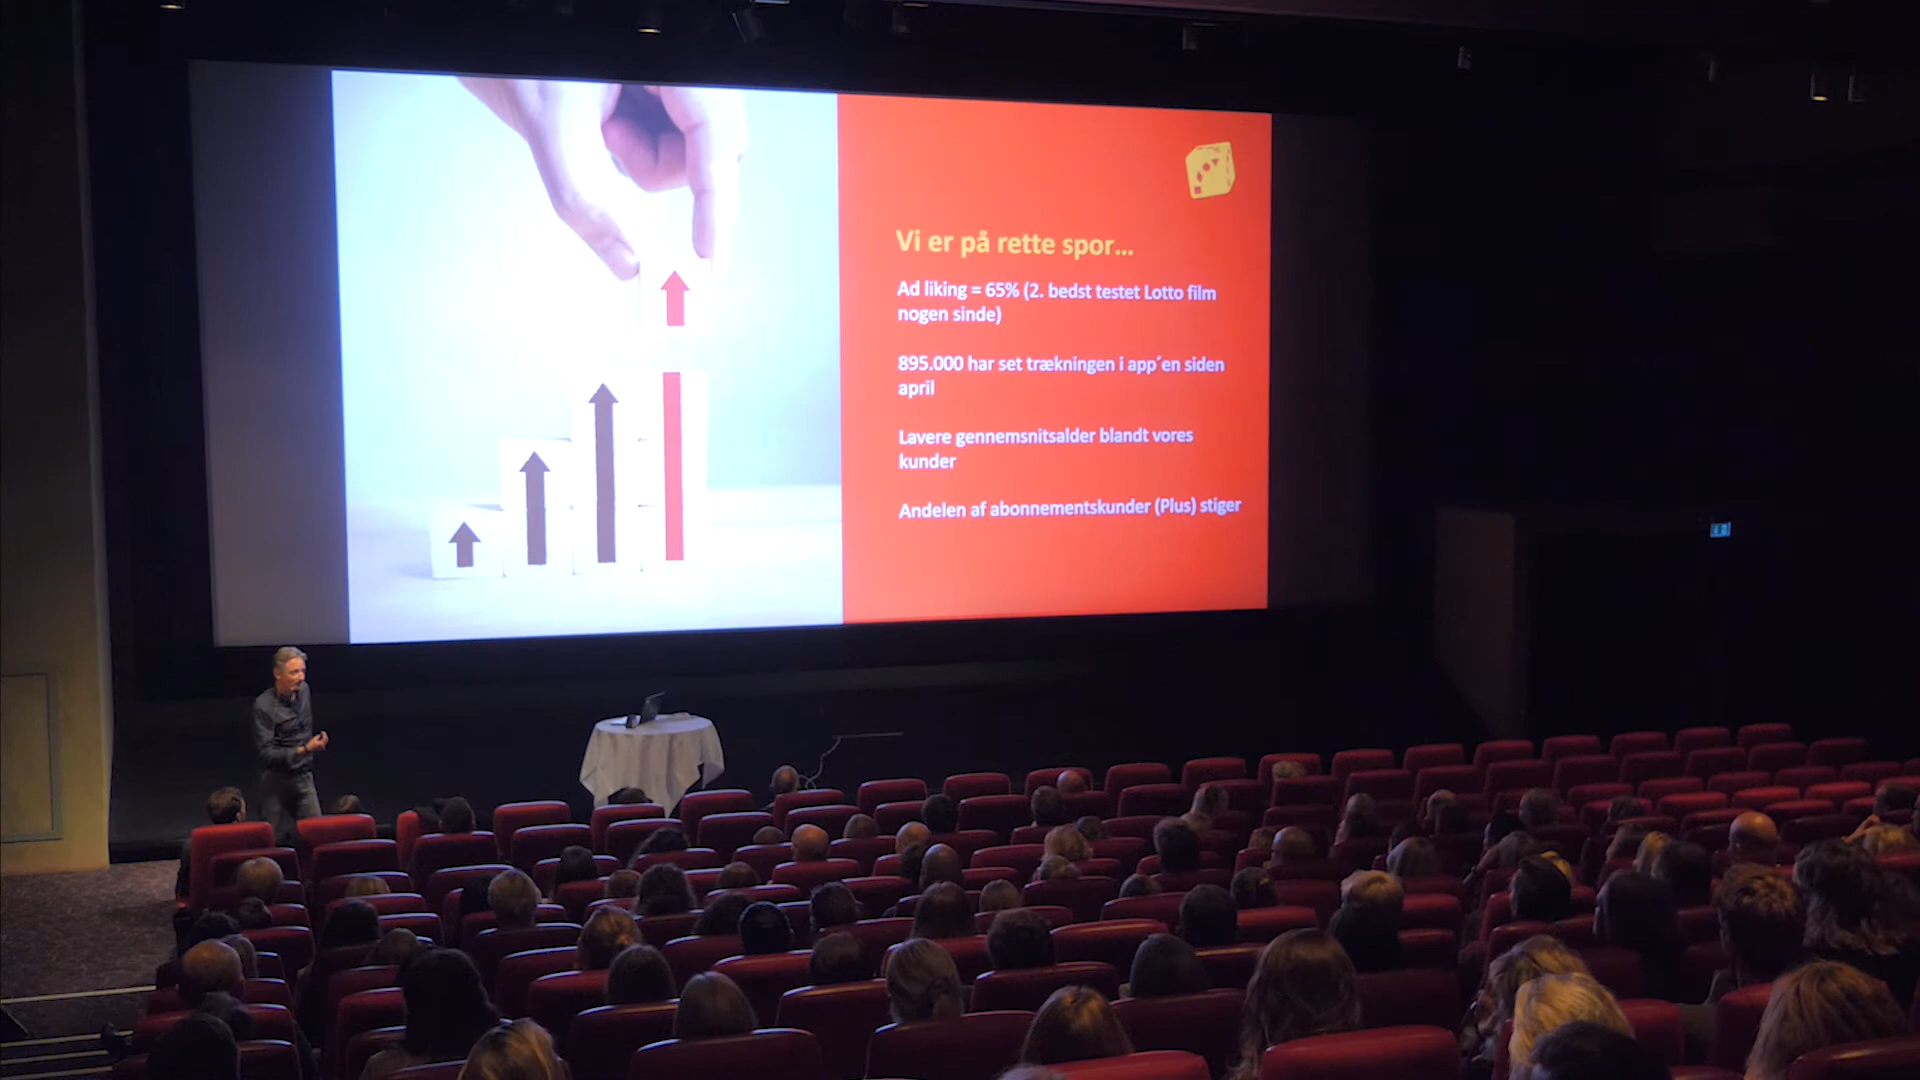 Vi er på rette spor...
Ad liking = 65% (2. bedst testet Lotto film
nogen sinde)
895.000 har set trækningen i app´en siden
april
Lavere gennemsnitsalder blandt vores
kunder
Andelen af abonnementskunder (Plus) stiger